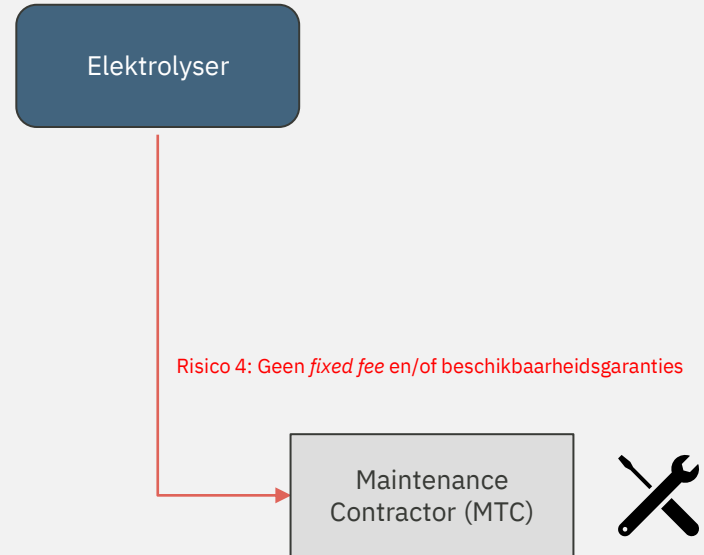 Elektrolyser
Risico 4: Geen fixed fee en/of beschikbaarheidsgaranties
Maintenance
Contractor (MTC)